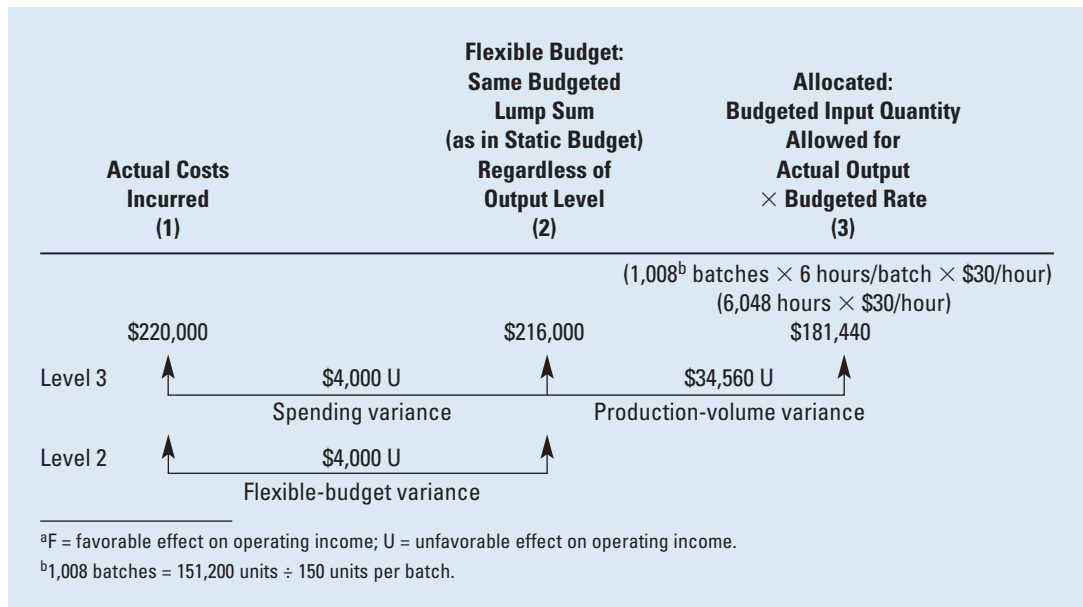 Actual Costs
Incurred
(1)
Flexible Budget:
Same Budgeted
Lump Sum
(as in Static Budget)
Regardless of
Output Level
(2)
Allocated:
Budgeted Input Quantity
Allowed for
Actual Output
× Budgeted Rate
(3)
(1,008ᵇ batches × 6 hours/batch × $30/hour)
(6,048 hours × $30/hour)
$220,000 $216,000 $181,440
Level 3 $4,000 U $34,560 U
Spending variance Production-volume variance
Level 2 $4,000 U
Flexible-budget variance
ᵃF = favorable effect on operating income; U = unfavorable effect on operating income.
ᵇ1,008 batches = 151,200 units ÷ 150 units per batch.